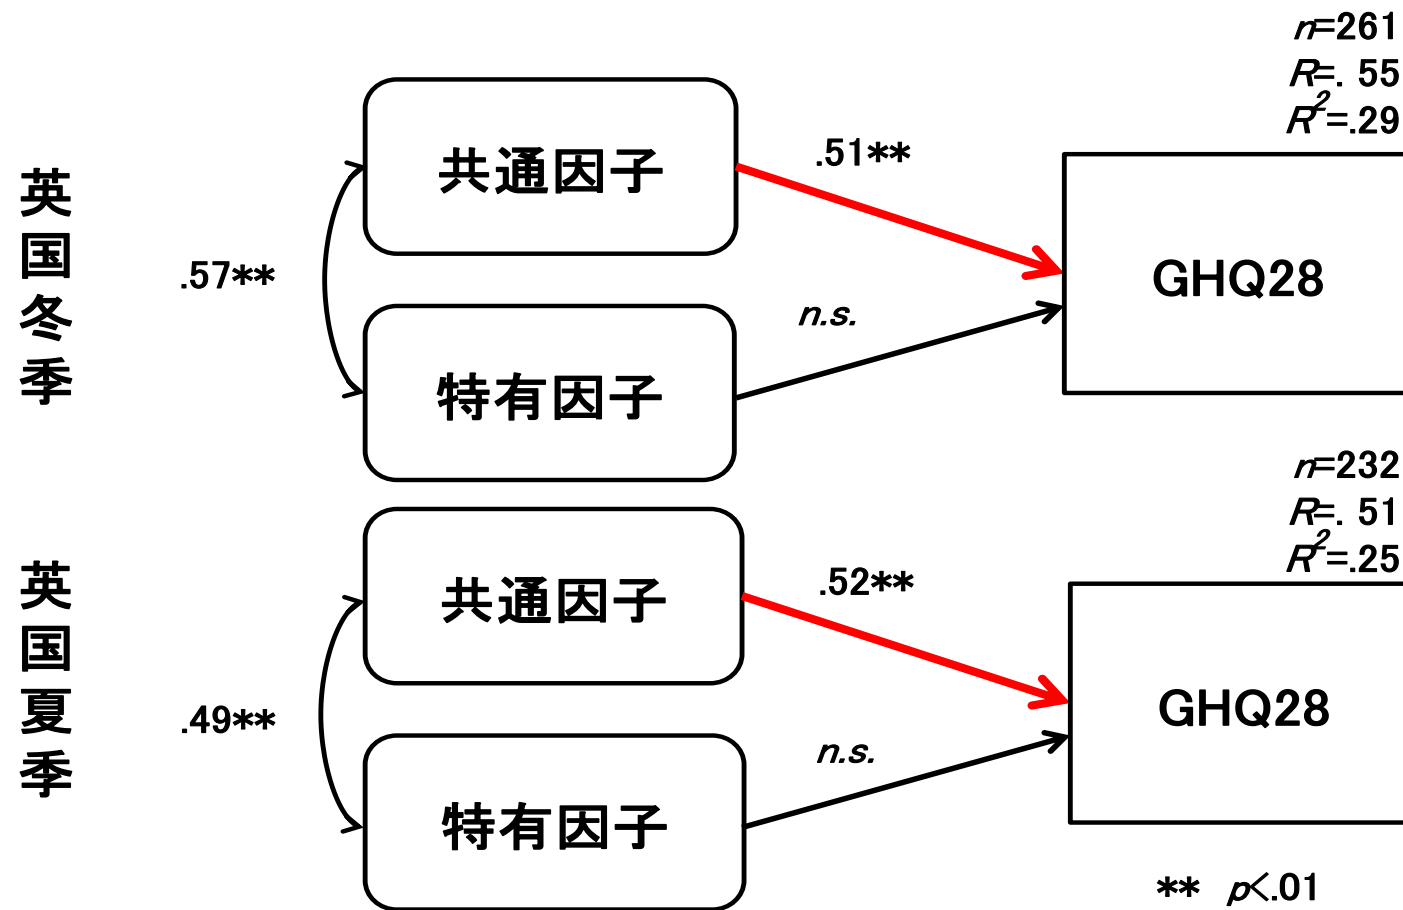 英国冬季
n=261
R=. 55
R²=.29
共通因子
.51**
.57**
GHQ28
n.s.
特有因子
英国夏季
n=232
R=. 51
R²=.25
共通因子
.52**
.49**
GHQ28
n.s.
特有因子
** p<.01